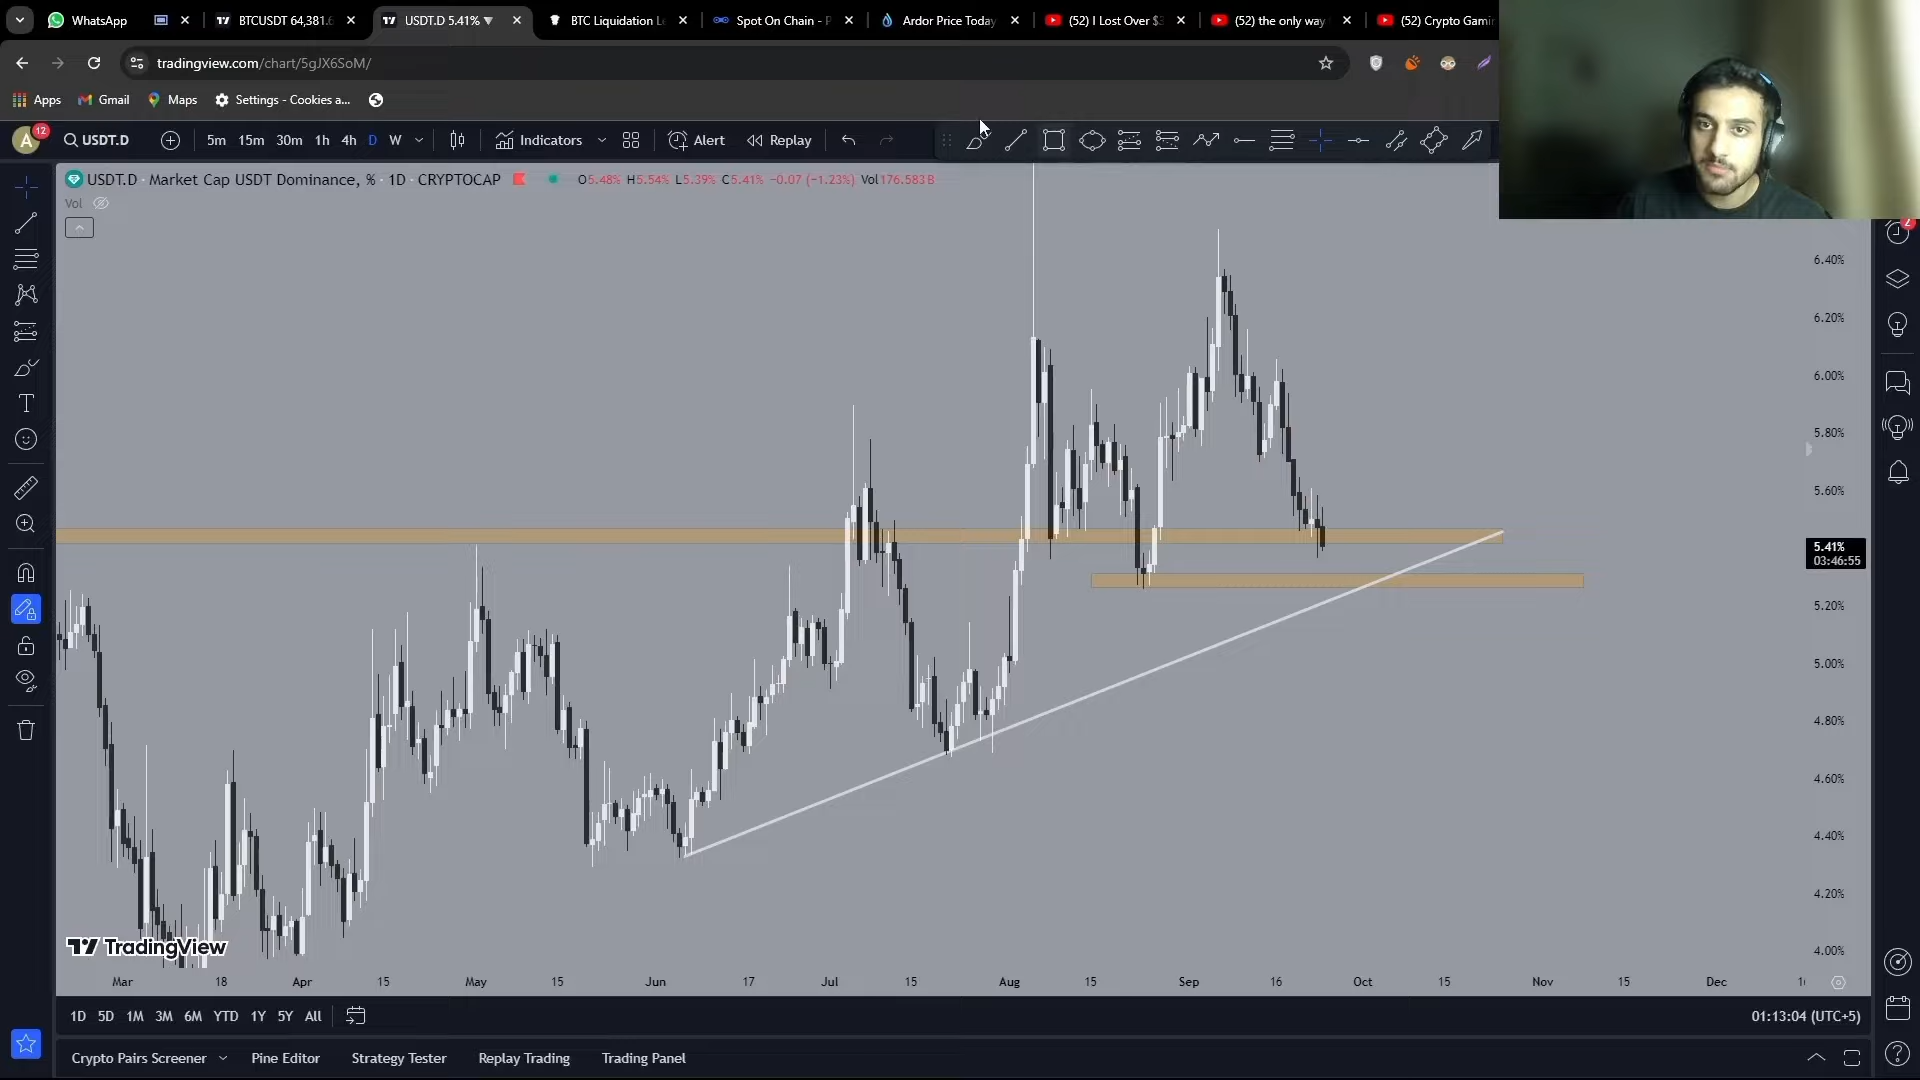 WhatsApp
BTCUSDT 64,381.
USDT.D 5.41% ▼
BTC Liquidation Le
Spot On Chain - P
Ardor Price Today
(52) I Lost Over $3
(52) the only way
(52) Crypto Gami
tradingview.com/chart/5gJX6SoM/
Apps
Gmail
Maps
Settings - Cookies a...
A
12
USDT.D
5m
15m
30m
1h
4h
D
W
Indicators
Alert
Replay
USDT.D · Market Cap USDT Dominance, % · 1D · CRYPTOCAP
O5.48% H5.54% L5.39% C5.41% −0.07 (−1.23%) Vol176.583B
Vol
2
6.40%
6.20%
6.00%
5.80%
5.60%
5.41%
03:46:55
5.20%
5.00%
4.80%
4.60%
4.40%
4.20%
4.00%
TradingView
Mar
18
Apr
15
May
15
Jun
17
Jul
15
Aug
15
Sep
16
Oct
15
Nov
15
Dec
1D
5D
1M
3M
6M
YTD
1Y
5Y
All
01:13:04 (UTC+5)
Crypto Pairs Screener
Pine Editor
Strategy Tester
Replay Trading
Trading Panel